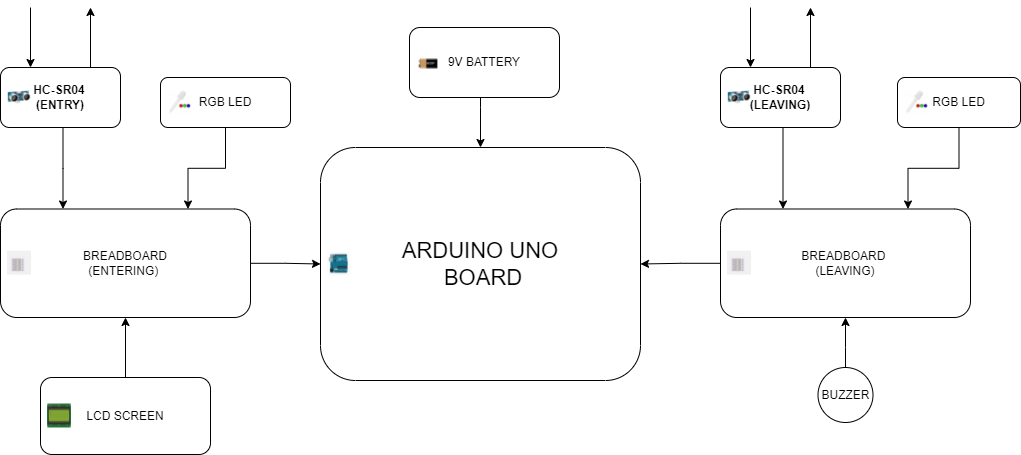 HC-SR04
(ENTRY)
RGB LED
9V BATTERY
HC-SR04
(LEAVING)
RGB LED
BREADBOARD
(ENTERING)
ARDUINO UNO
BOARD
BREADBOARD
(LEAVING)
LCD SCREEN
BUZZER